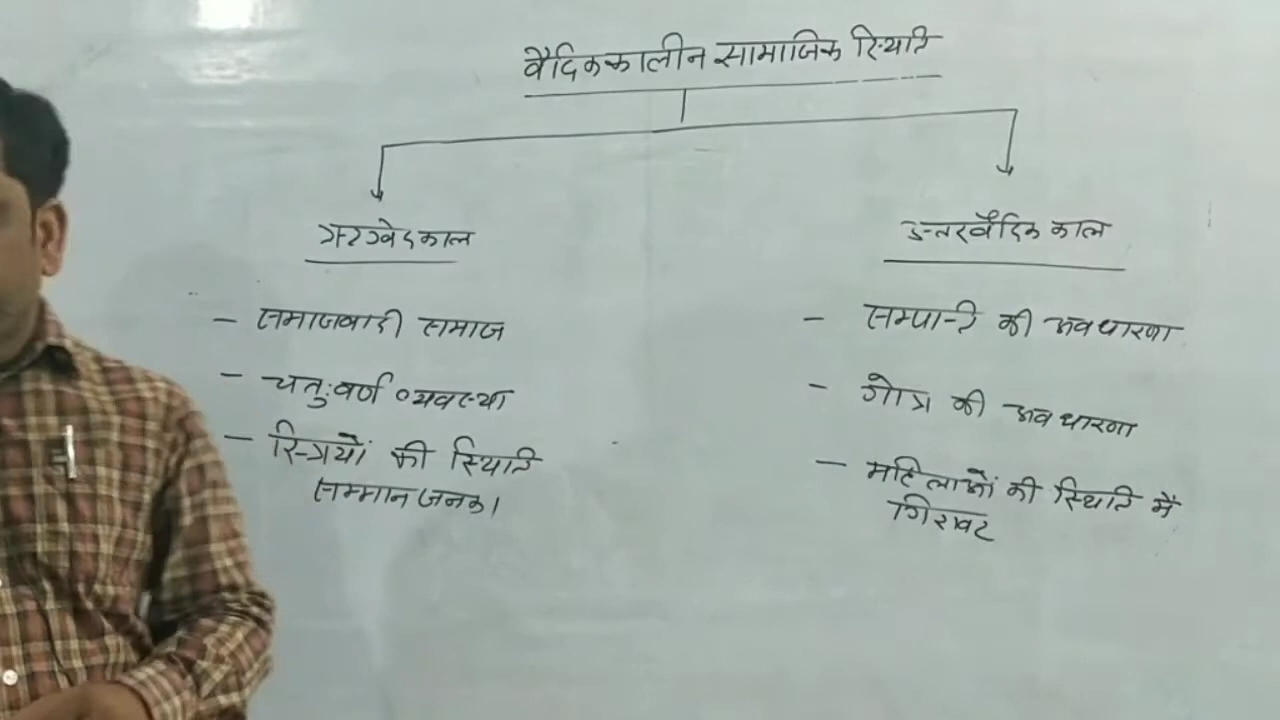 वैदिककालीन सामाजिक स्थिति
ऋग्वेदकाल
उत्तरवैदिक काल
- समाजवादी समाज
- चतु:वर्ण व्यवस्था
- स्त्रियों की स्थिति
सम्मान जनक।
- सम्पत्ति की अवधारणा
- गोत्र की अवधारणा
- महिलाओं की स्थिति में
गिरावट